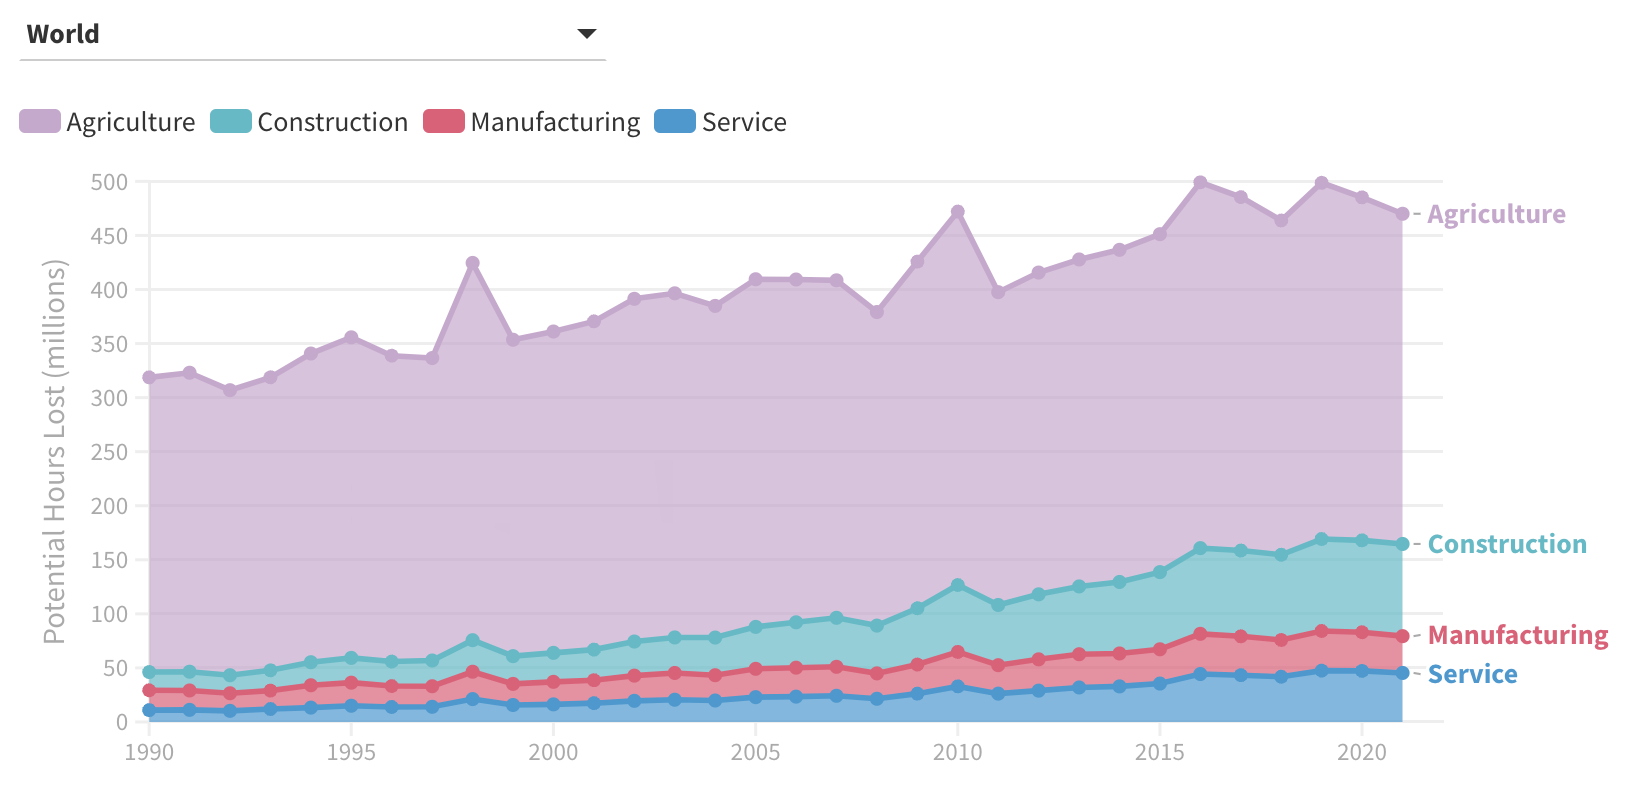 World
Agriculture Construction Manufacturing Service
Potential Hours Lost (millions)
500
450
400
350
300
250
200
150
100
50
0
Agriculture
Construction
Manufacturing
Service
1990 1995 2000 2005 2010 2015 2020